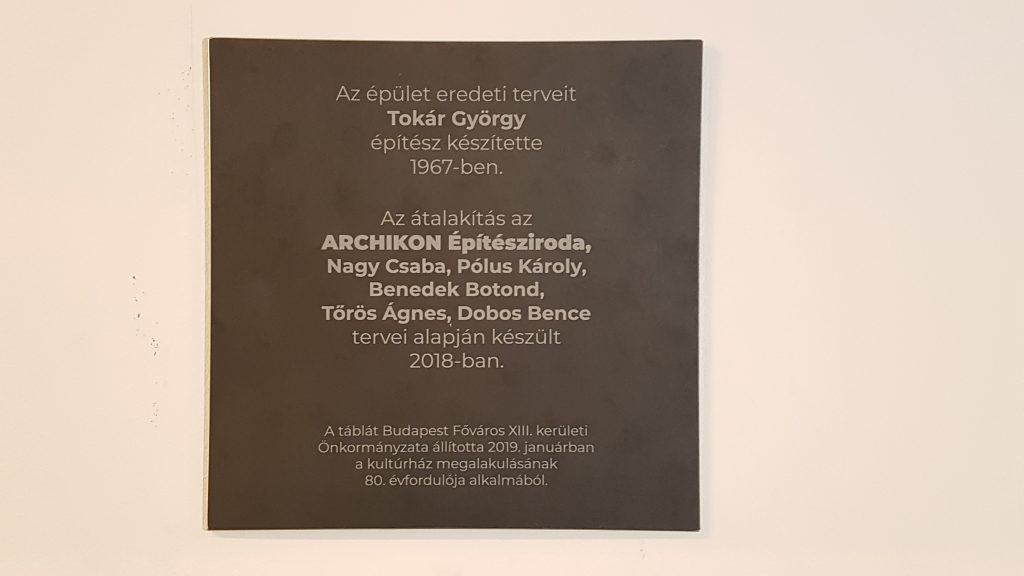 Az épület eredeti terveit
Tokár György
építész készítette
1967-ben.
Az átalakítás az
ARCHIKON Építésziroda,
Nagy Csaba, Pólus Károly,
Benedek Botond,
Tőrös Ágnes, Dobos Bence
tervei alapján készült
2018-ban.
A táblát Budapest Főváros XIII. kerületi
Önkormányzata állította 2019. januárban
a kultúrház megalakulásának
80. évfordulója alkalmából.